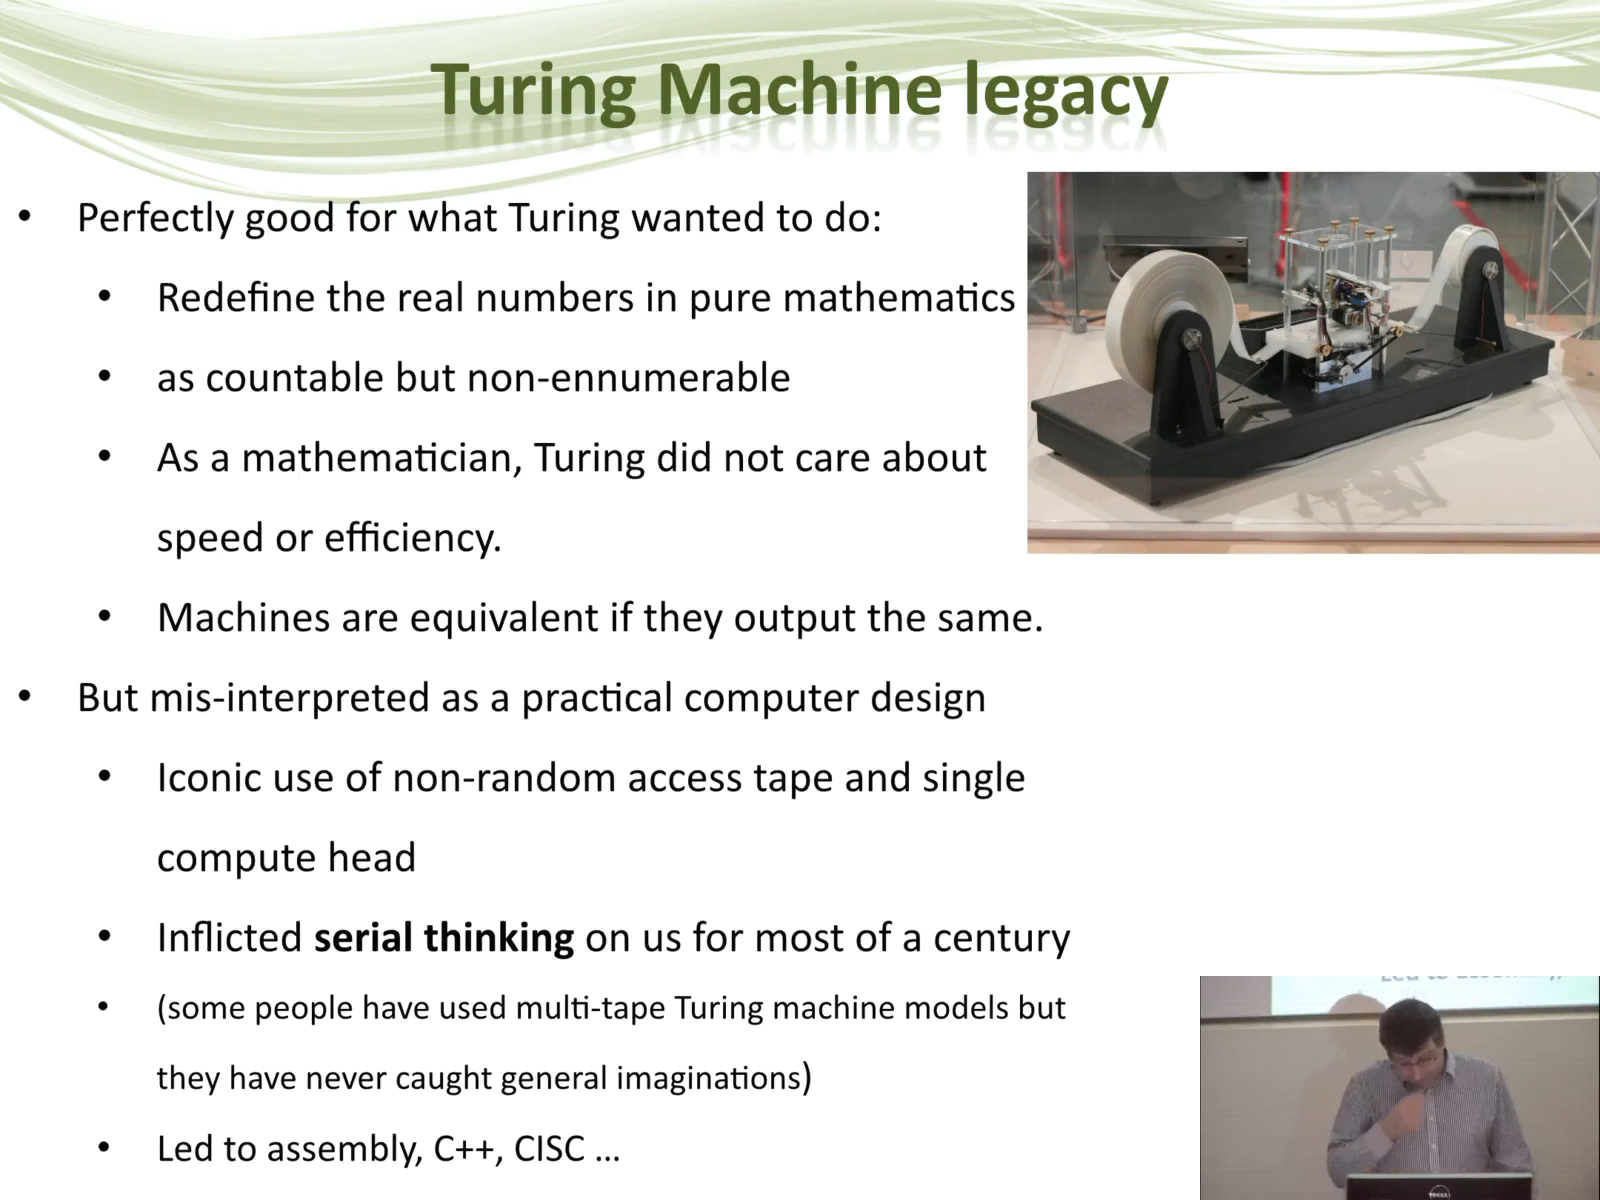 Turing Machine legacy
• Perfectly good for what Turing wanted to do:
• Redefine the real numbers in pure mathematics
• as countable but non-ennumerable
• As a mathematician, Turing did not care about
speed or efficiency.
• Machines are equivalent if they output the same.
• But mis-interpreted as a practical computer design
• Iconic use of non-random access tape and single
compute head
• Inflicted serial thinking on us for most of a century
• (some people have used multi-tape Turing machine models but
they have never caught general imaginations)
• Led to assembly, C++, CISC ...
DELL